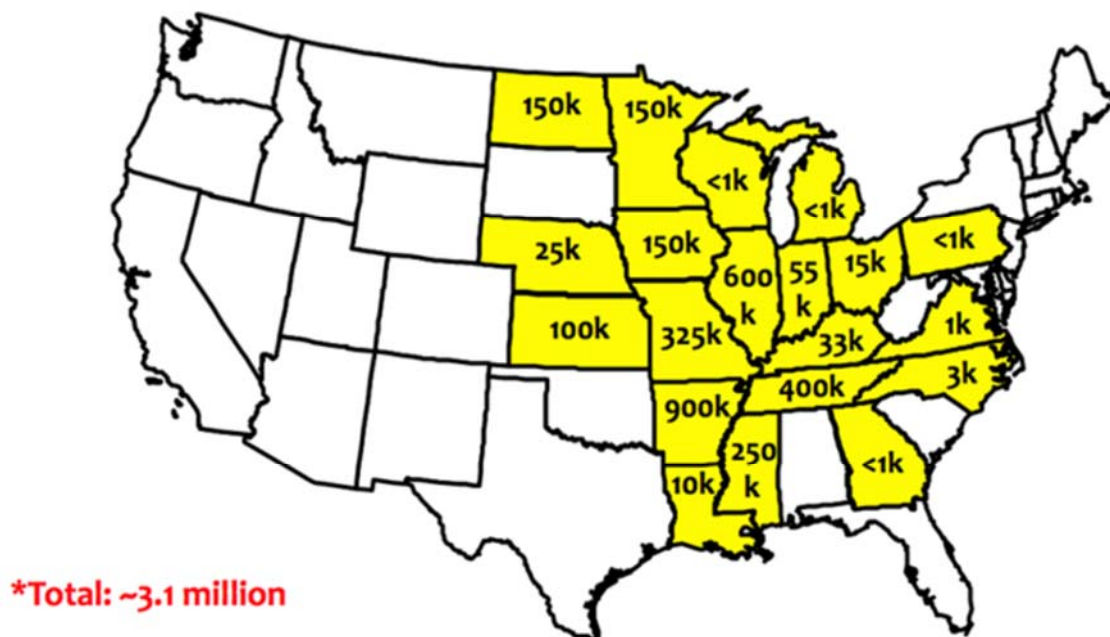 150k
150k
<1k
<1k
<1k
25k
150k
600
k
55
k
15k
100k
325k
33k
1k
400k
3k
900k
250
k
<1k
10k
*Total: ~3.1 million